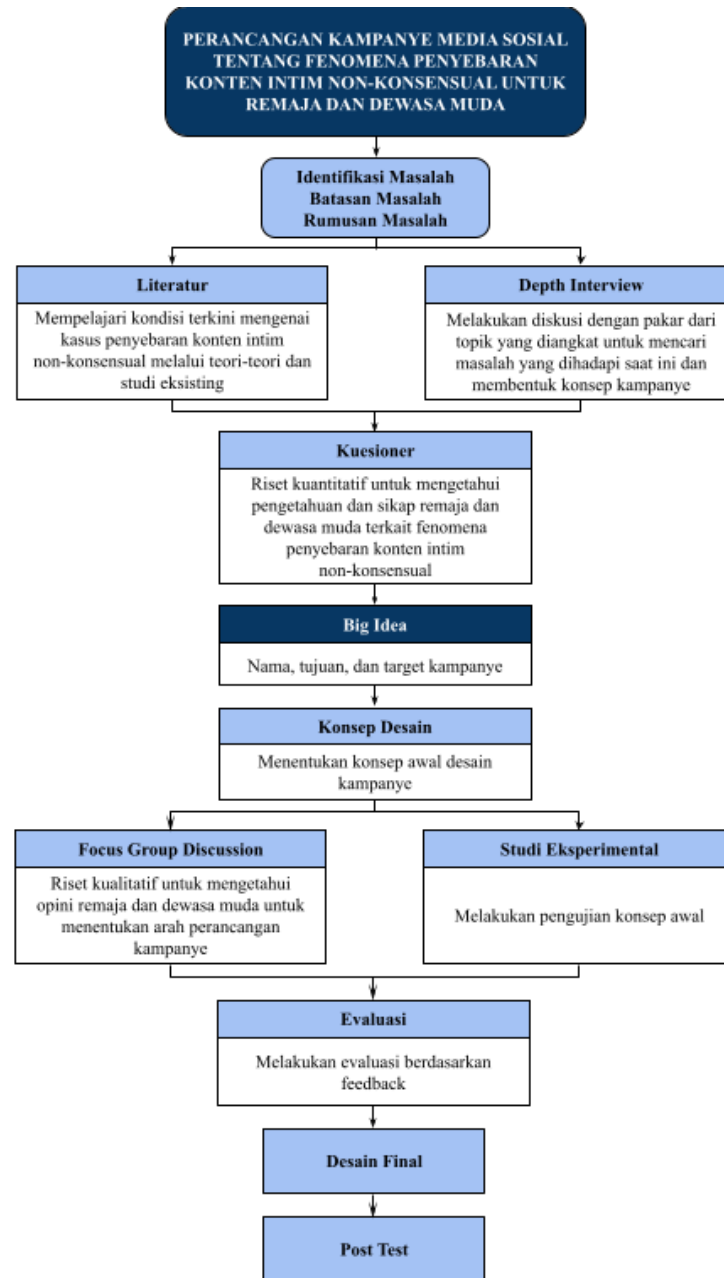 PERANCANGAN KAMPANYE MEDIA SOSIAL
TENTANG FENOMENA PENYEBARAN
KONTEN INTIM NON-KONSENSUAL UNTUK
REMAJA DAN DEWASA MUDA
Identifikasi Masalah
Batasan Masalah
Rumusan Masalah
Literatur
Mempelajari kondisi terkini mengenai
kasus penyebaran konten intim
non-konsensual melalui teori-teori dan
studi eksisting
Depth Interview
Melakukan diskusi dengan pakar dari
topik yang diangkat untuk mencari
masalah yang dihadapi saat ini dan
membentuk konsep kampanye
Kuesioner
Riset kuantitatif untuk mengetahui
pengetahuan dan sikap remaja dan
dewasa muda terkait fenomena
penyebaran konten intim
non-konsensual
Big Idea
Nama, tujuan, dan target kampanye
Konsep Desain
Menentukan konsep awal desain
kampanye
Focus Group Discussion
Riset kualitatif untuk mengetahui
opini remaja dan dewasa muda untuk
menentukan arah perancangan
kampanye
Studi Eksperimental
Melakukan pengujian konsep awal
Evaluasi
Melakukan evaluasi berdasarkan
feedback
Desain Final
Post Test